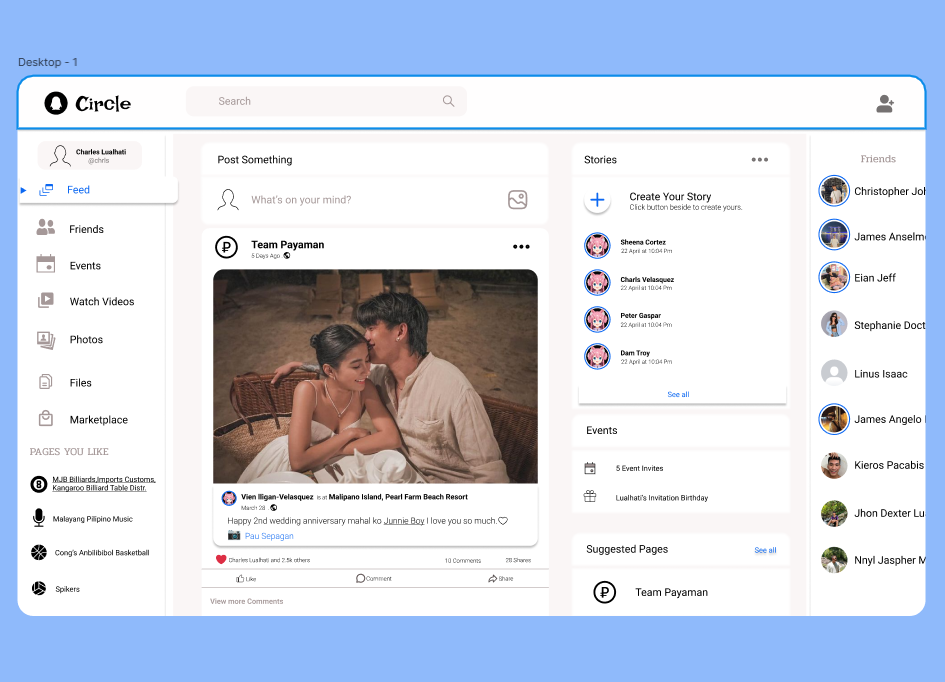 Desktop - 1
Circle
Search
Charles Lualhati
@chris
Feed
Friends
Events
Watch Videos
Photos
Files
Marketplace
PAGES YOU LIKE
8
MJB Billiards,Imports Customs,
Kangaroo Billiard Table Distr.
Malayang Pilipino Music
Cong's Anbilibibol Basketball
Spikers
Post Something
What's on your mind?
₽
Team Payaman
5 Days Ago .
Vien Iligan-Velasquez is at Malipano Island, Pearl Farm Beach Resort
March 28 .
Happy 2nd wedding anniversary mahal ko Junnie Boy I love you so much.♡
📷 Pau Sepagan
Charles Lualhati and 2.5k others
10 Comments
28 Shares
Like
Comment
Share
View more Comments
Stories
Create Your Story
Click button beside to create yours.
Sheena Cortez
22 April at 10:04 Pm
Charis Velasquez
22 April at 10:04 Pm
Peter Gaspar
22 April at 10:04 Pm
Dam Troy
22 April at 10:04 Pm
See all
Events
5 Event Invites
Lualhati's Invitation Birthday
Suggested Pages
See all
₽
Team Payaman
Friends
Christopher Joh
James Anselmo
Eian Jeff
Stephanie Doct
Linus Isaac
James Angelo
Kieros Pacabis
Jhon Dexter Lu
Nnyl Jaspher M